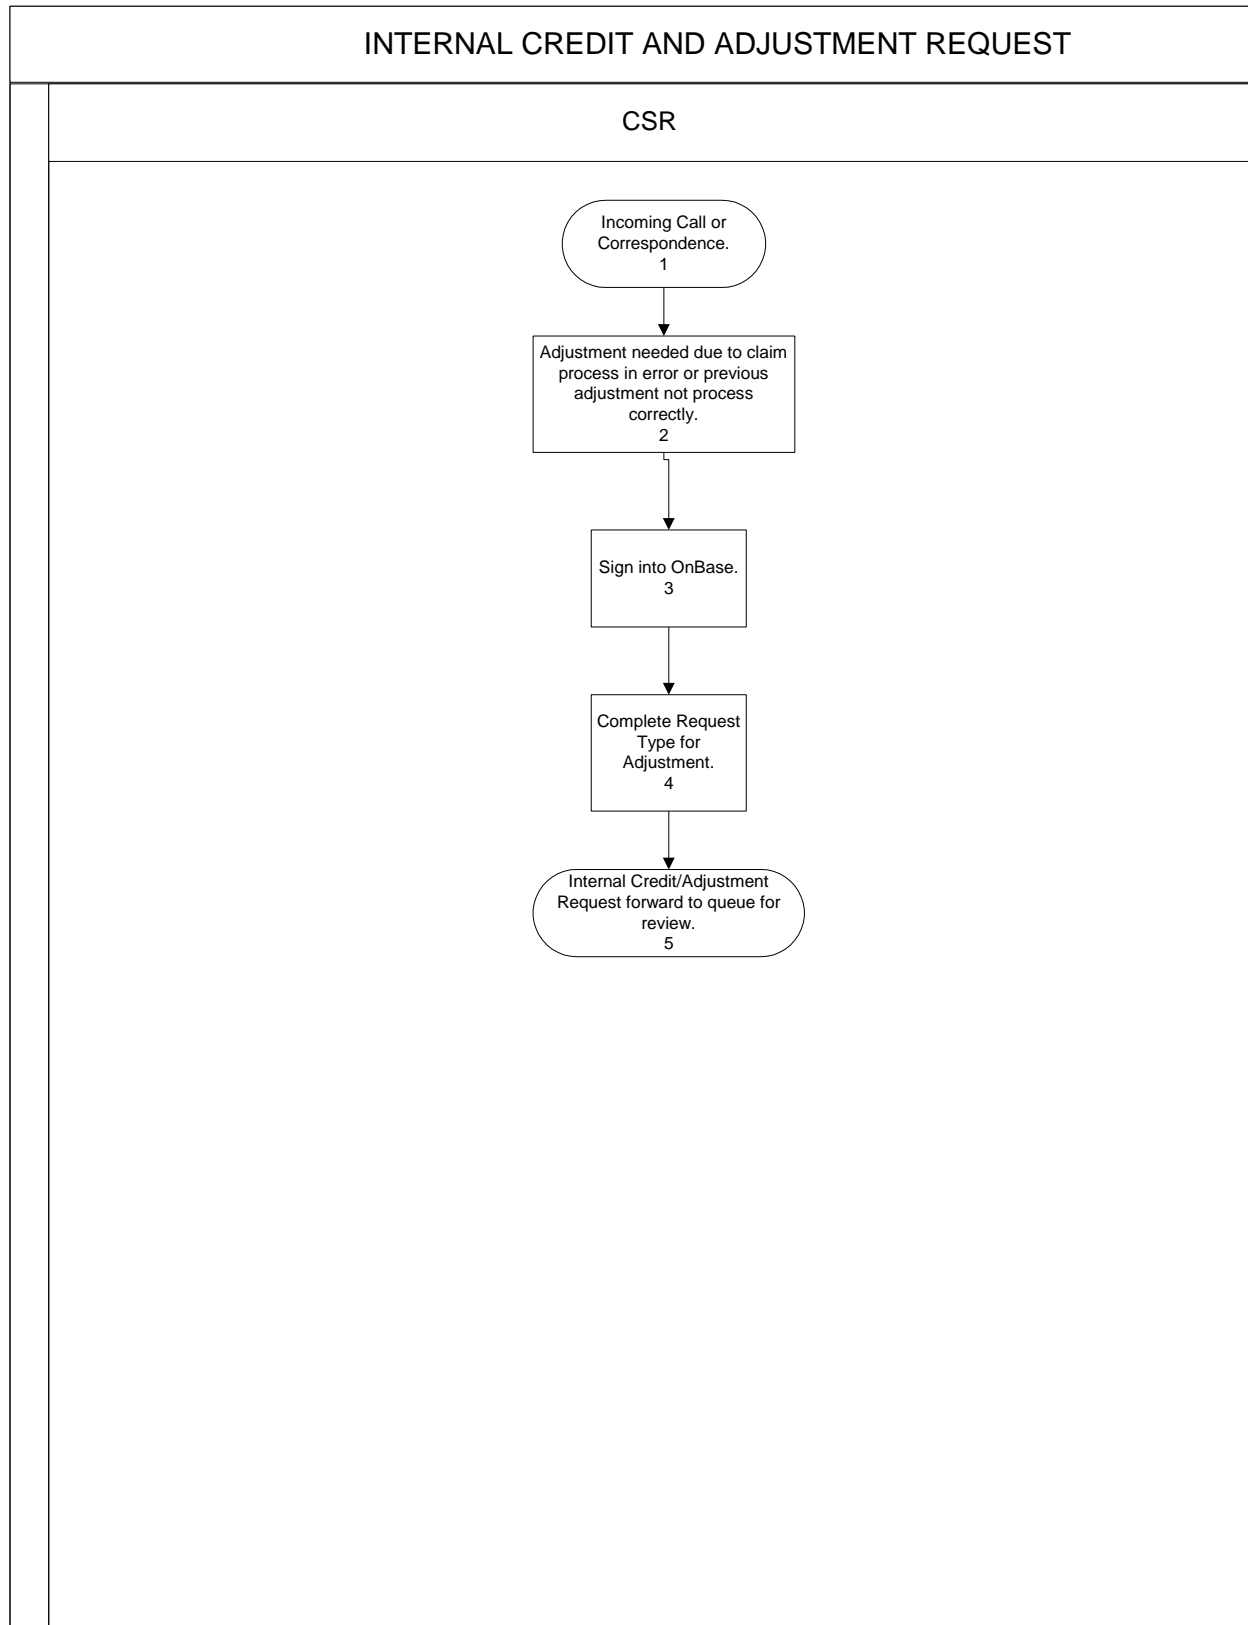 INTERNAL CREDIT AND ADJUSTMENT REQUEST
CSR
Incoming Call or
Correspondence.
1
Adjustment needed due to claim
process in error or previous
adjustment not process
correctly.
2
Sign into OnBase.
3
Complete Request
Type for
Adjustment.
4
Internal Credit/Adjustment
Request forward to queue for
review.
5